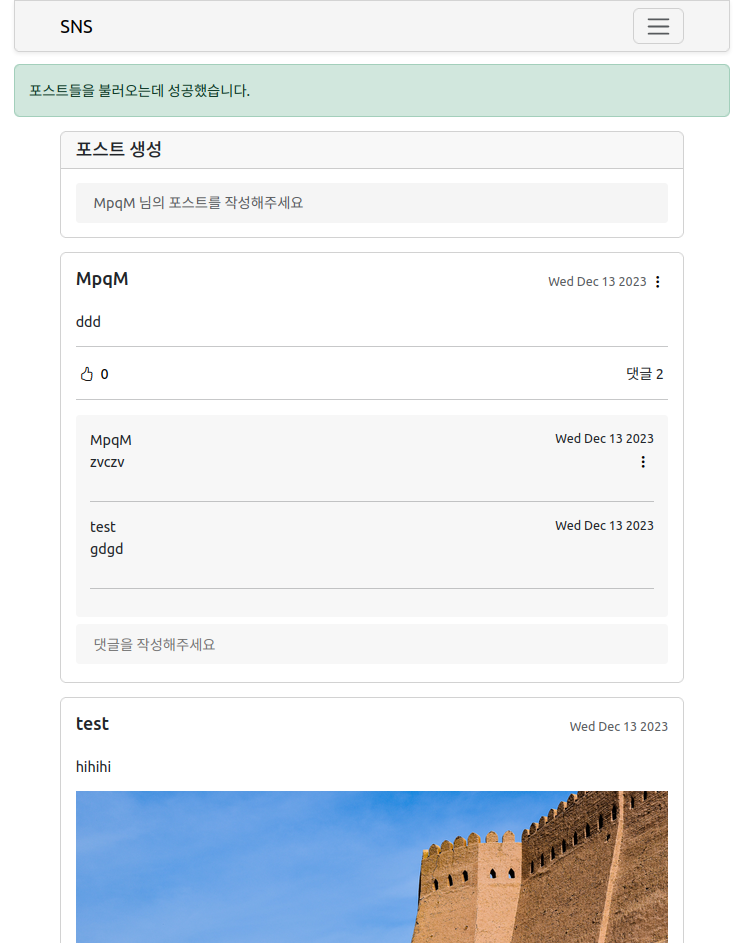 SNS
포스트들을 불러오는데 성공했습니다.
포스트 생성
MpqM 님의 포스트를 작성해주세요
MpqM
Wed Dec 13 2023
ddd
0
댓글 2
MpqM
Wed Dec 13 2023
zvczv
test
Wed Dec 13 2023
gdgd
댓글을 작성해주세요
test
Wed Dec 13 2023
hihihi